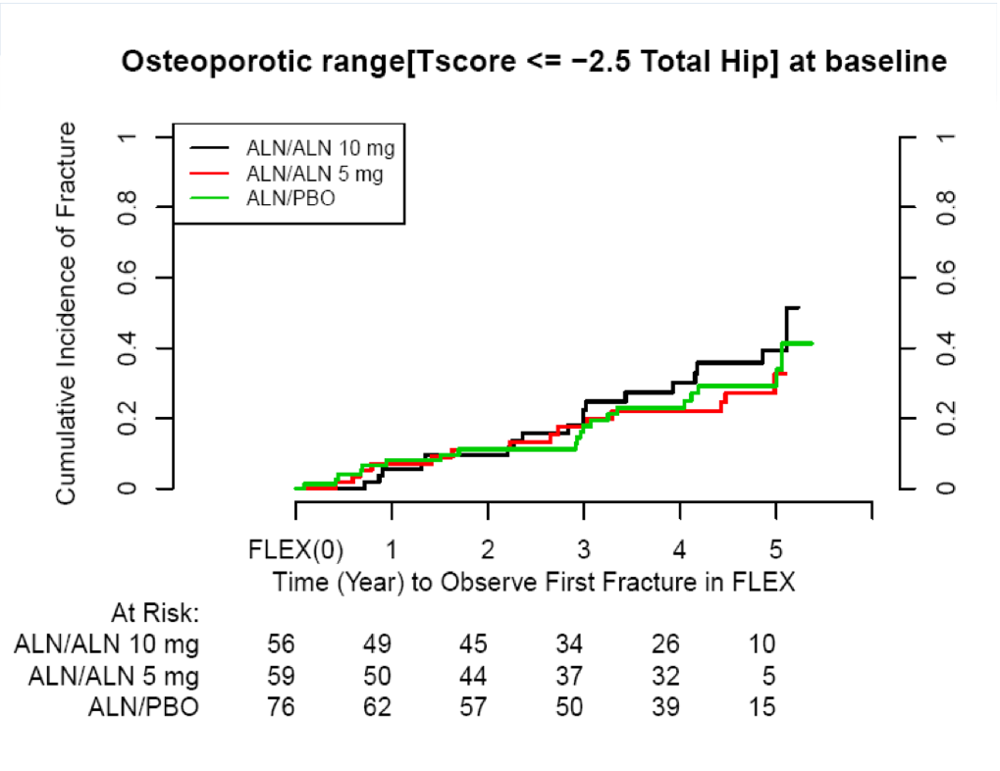 Osteoporotic range[Tscore <= −2.5 Total Hip] at baseline
Cumulative Incidence of Fracture
1
0.8
0.6
0.4
0.2
0
ALN/ALN 10 mg
ALN/ALN 5 mg
ALN/PBO
1
0.8
0.6
0.4
0.2
0
FLEX(0) 1 2 3 4 5
Time (Year) to Observe First Fracture in FLEX
At Risk:
ALN/ALN 10 mg 56 49 45 34 26 10
ALN/ALN 5 mg 59 50 44 37 32 5
ALN/PBO 76 62 57 50 39 15